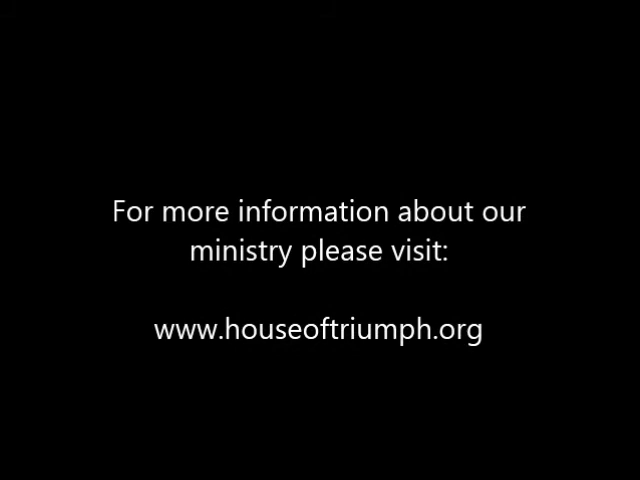 For more information about our
ministry please visit:
www.houseoftriumph.org